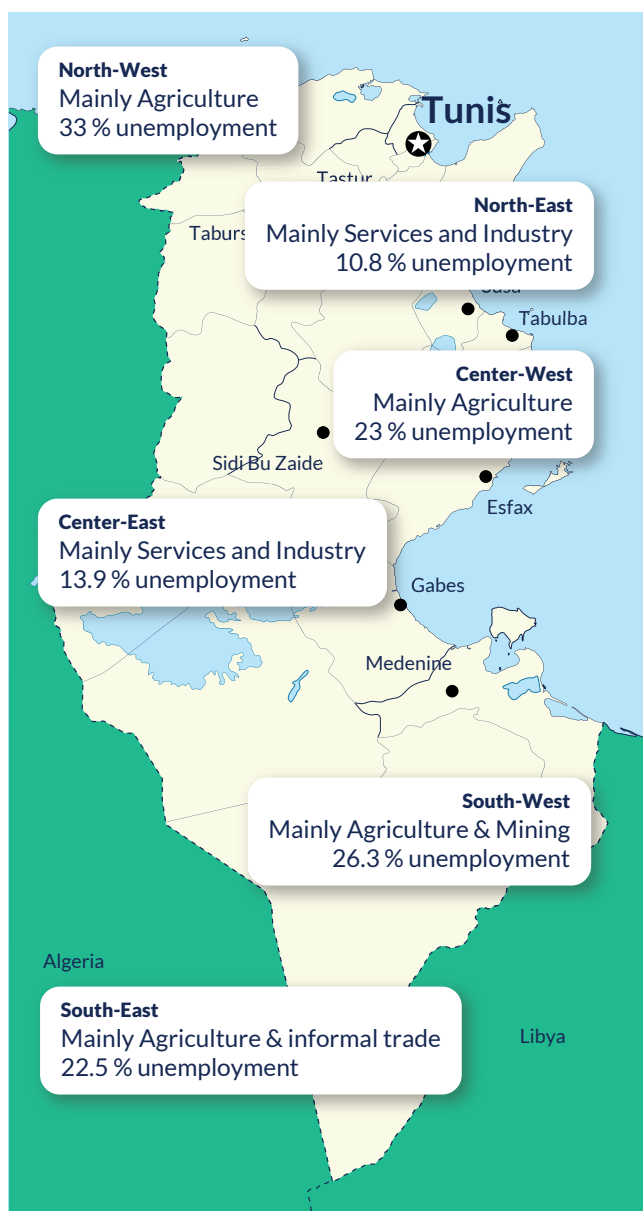 North-West
Mainly Agriculture
33 % unemployment
Tunis
Tastur
North-East
Mainly Services and Industry
10.8 % unemployment
Tabulba
Center-West
Mainly Agriculture
23 % unemployment
Sidi Bu Zaide
Esfax
Center-East
Mainly Services and Industry
13.9 % unemployment
Gabes
Medenine
South-West
Mainly Agriculture & Mining
26.3 % unemployment
Algeria
South-East
Mainly Agriculture & informal trade
22.5 % unemployment
Libya